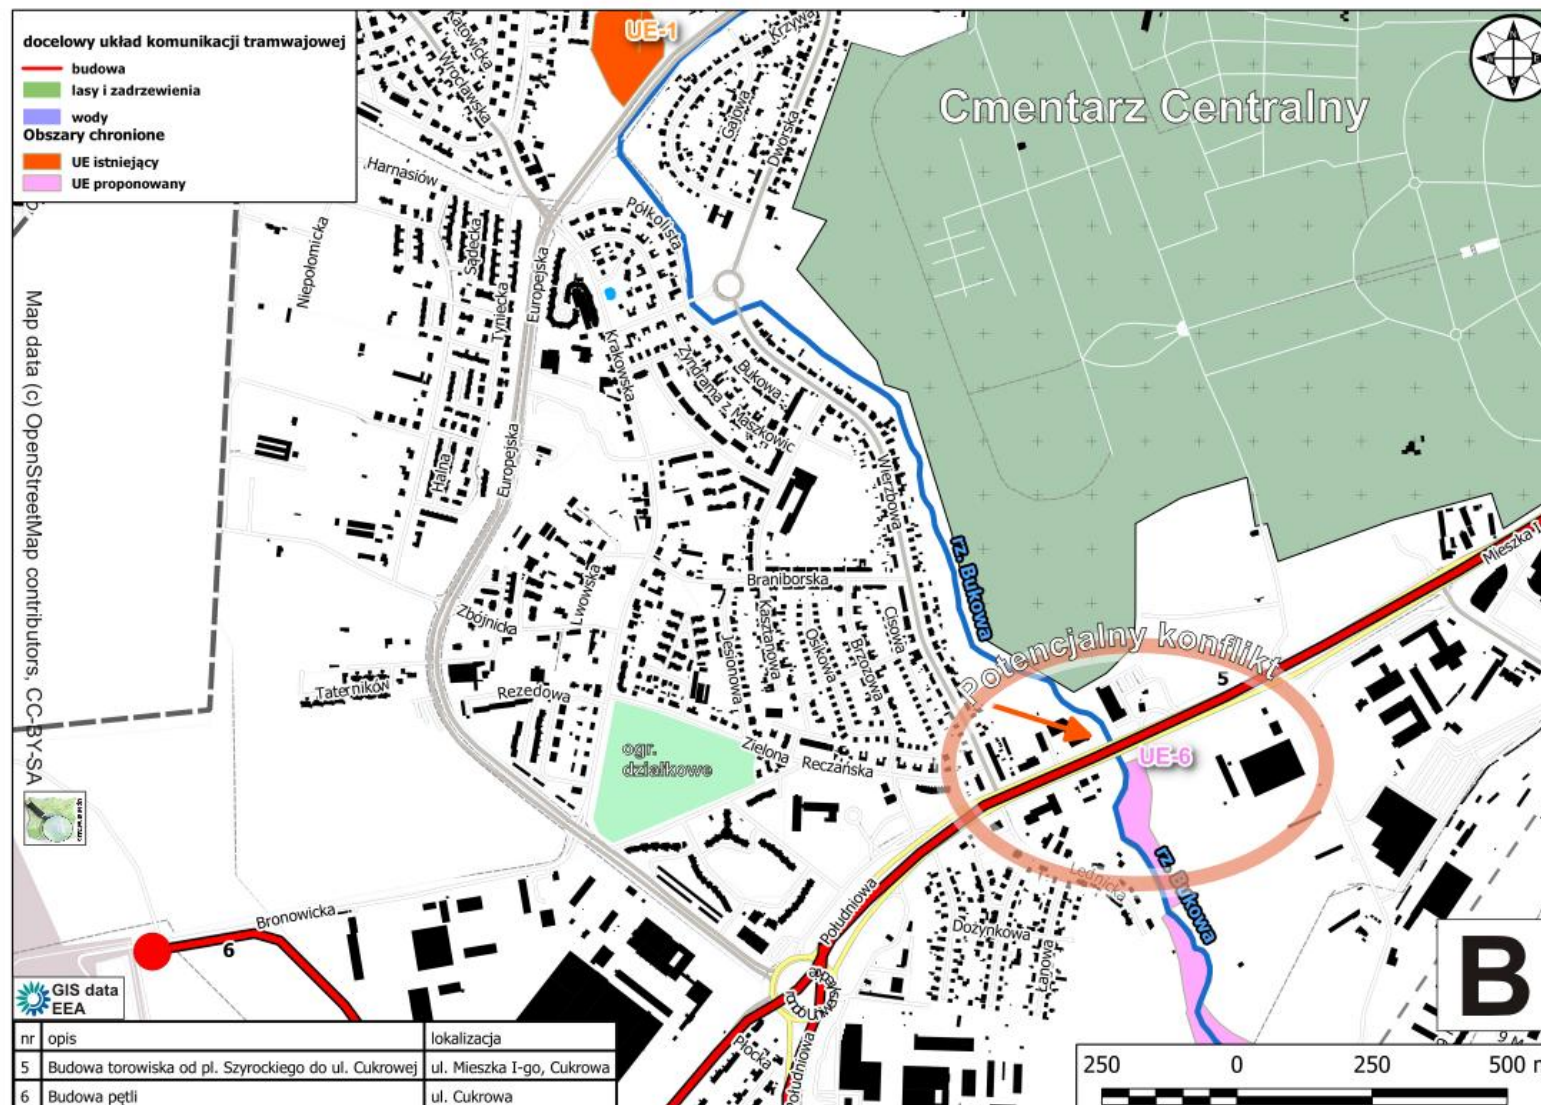 docelowy układ komunikacji tramwajowej
budowa
lasy i zadrzewienia
wody
Obszary chronione
UE istniejący
UE proponowany
UE-1
Cmentarz Centralny
Katowicka
Wrocławska
Krzywa
Gajowa
Dworska
Harnasiów
Półkolista
Niepołomicka
Sądecka
Tyniecka
Europejska
Krakowska
Zyndrama z Maszkowic
Bukowa
Halna
Europejska
Wierzbowa
rz. Bukowa
Mieszka I
Map data (c) OpenStreetMap contributors, CC-BY-SA
Lwowska
Braniborska
Zbójnicka
Jesionowa
Kasztanowa
Osikowa
Brzozowa
Cisowa
Potencjalny konflikt
5
Taterników
Rezedowa
ogr.
działkowe
Zielona
Reczańska
UE-6
rz. Bukowa
Lednicka
Południowa
Dożynkowa
Łanowa
Bronowicka
6
GIS data
EEA
B
Płocka
Południowa
nr opis lokalizacja
5 Budowa torowiska od pl. Szyrockiego do ul. Cukrowej ul. Mieszka I-go, Cukrowa
6 Budowa pętli ul. Cukrowa
250 0 250 500 m